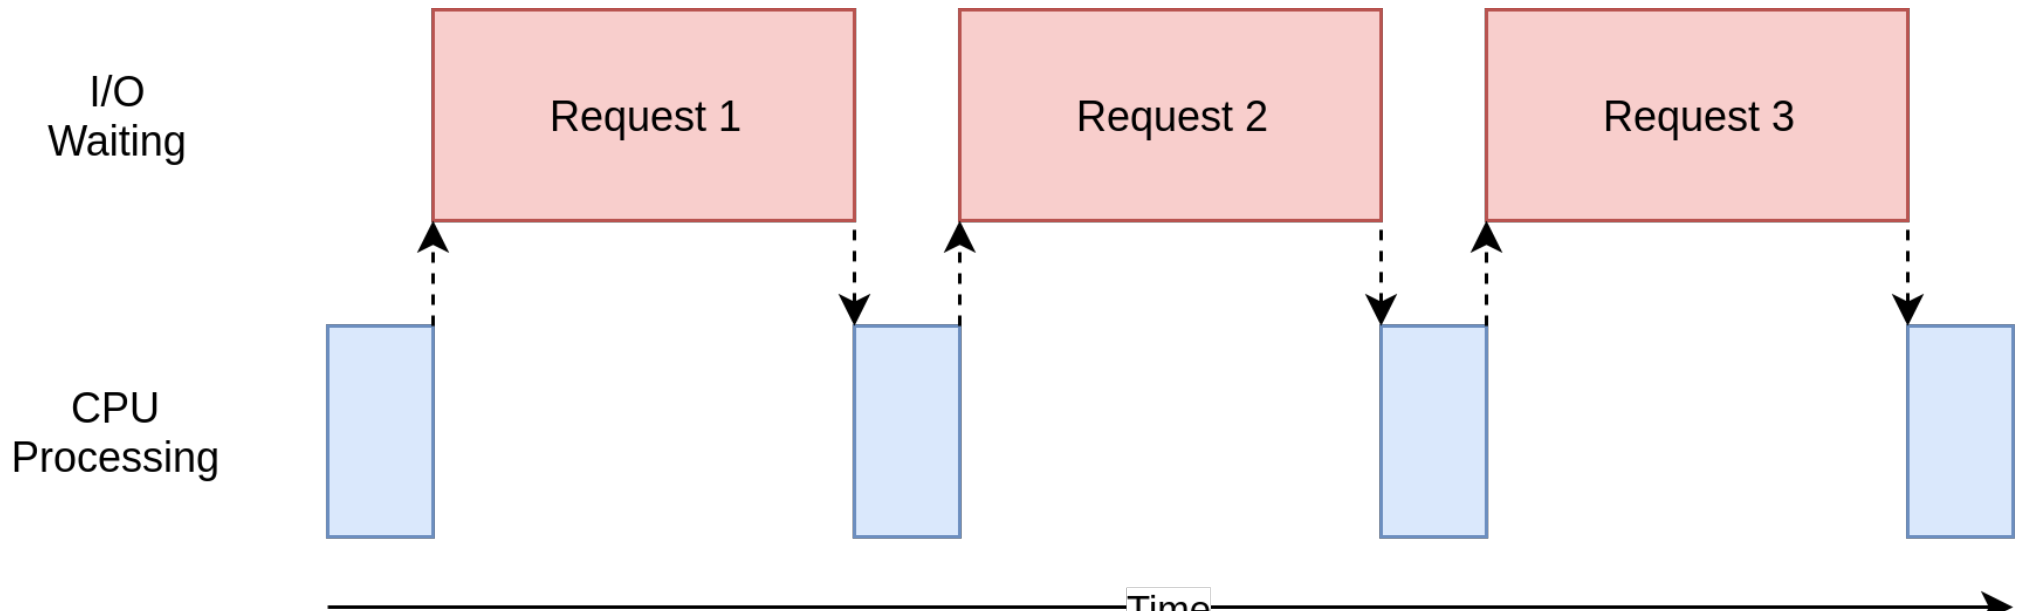 I/O
Waiting
Request 1
Request 2
Request 3
CPU
Processing
Time